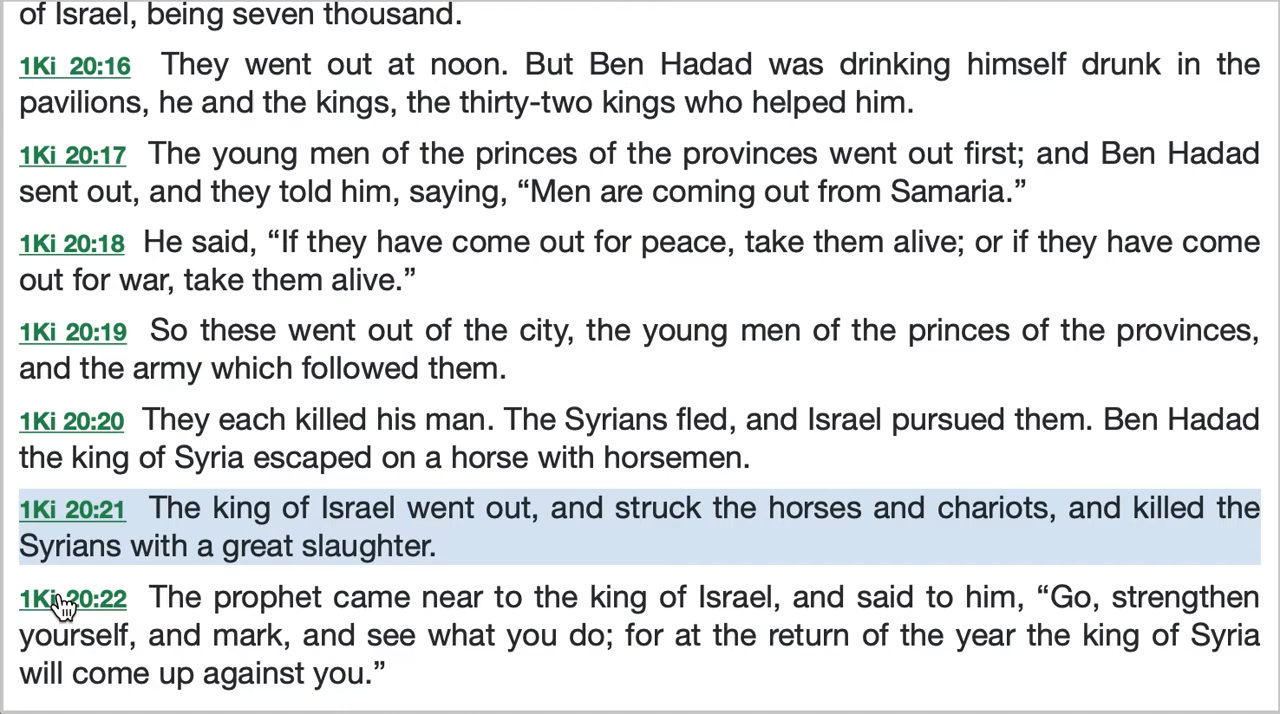 of Israel, being seven thousand.
1Ki 20:16 They went out at noon. But Ben Hadad was drinking himself drunk in the
pavilions, he and the kings, the thirty-two kings who helped him.
1Ki 20:17 The young men of the princes of the provinces went out first; and Ben Hadad
sent out, and they told him, saying, “Men are coming out from Samaria.”
1Ki 20:18 He said, “If they have come out for peace, take them alive; or if they have come
out for war, take them alive.”
1Ki 20:19 So these went out of the city, the young men of the princes of the provinces,
and the army which followed them.
1Ki 20:20 They each killed his man. The Syrians fled, and Israel pursued them. Ben Hadad
the king of Syria escaped on a horse with horsemen.
1Ki 20:21 The king of Israel went out, and struck the horses and chariots, and killed the
Syrians with a great slaughter.
1Ki 20:22 The prophet came near to the king of Israel, and said to him, “Go, strengthen
yourself, and mark, and see what you do; for at the return of the year the king of Syria
will come up against you.”